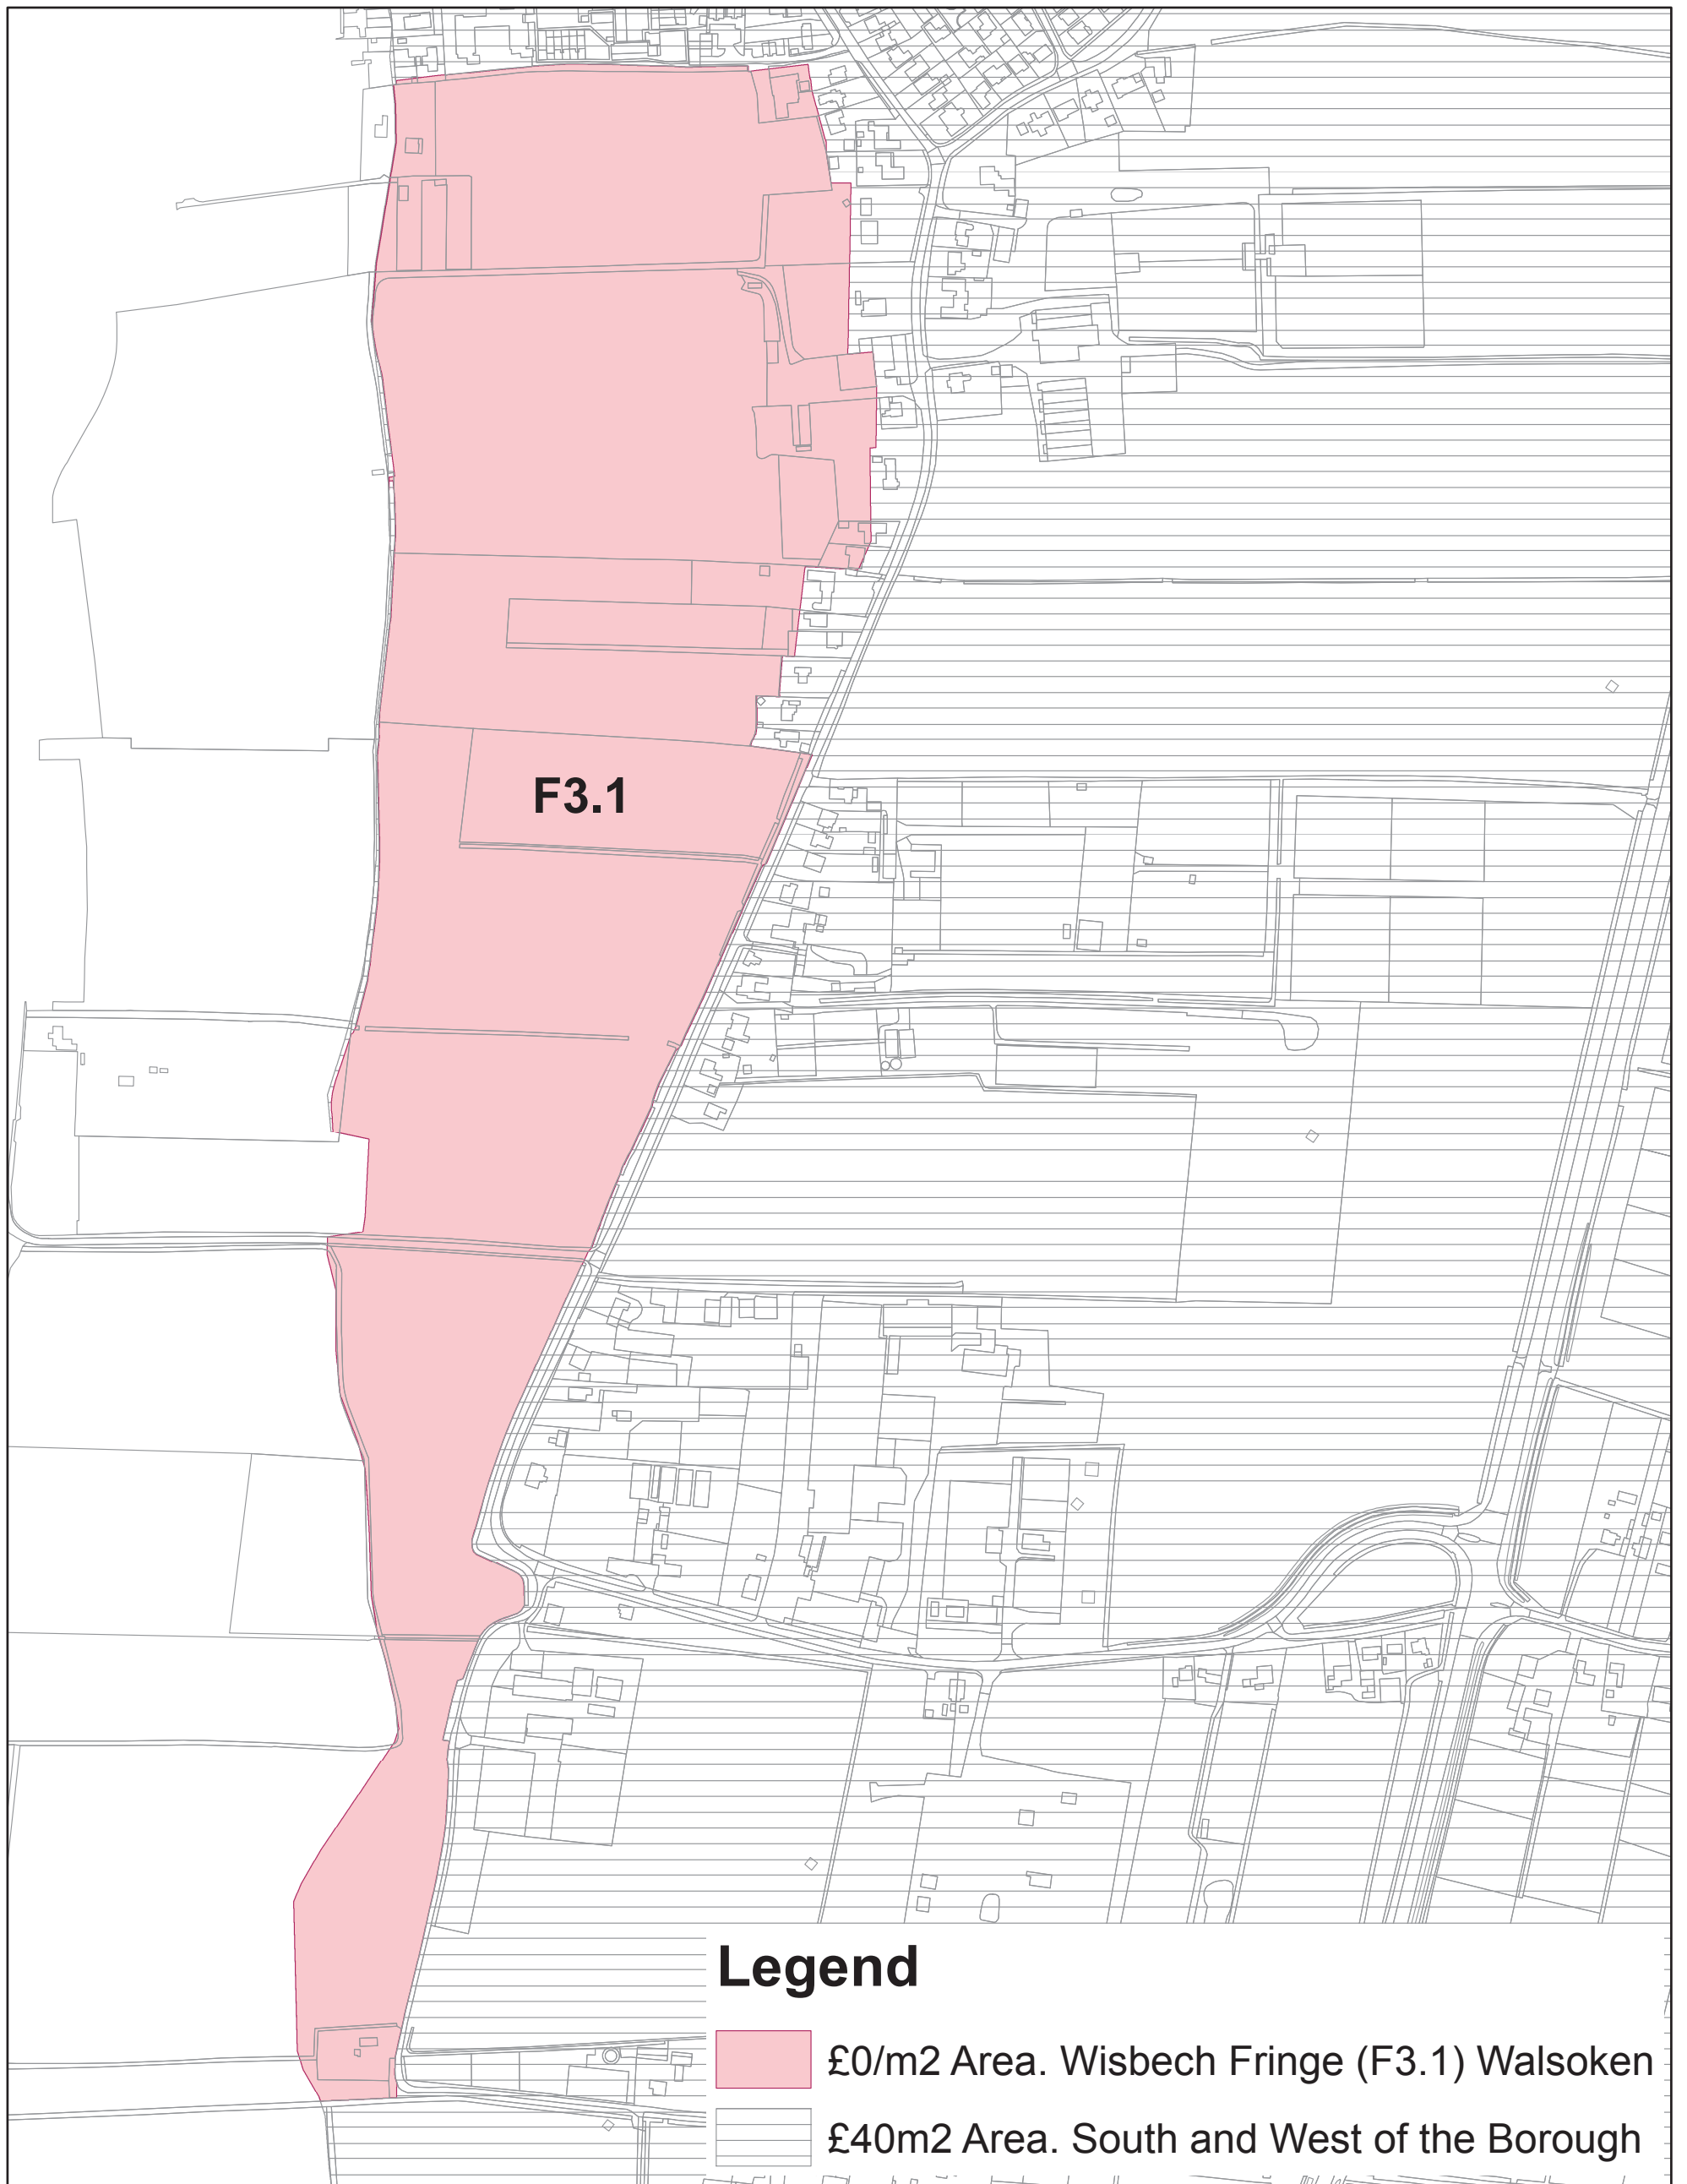 F3.1
Legend
£0/m2 Area. Wisbech Fringe (F3.1) Walsoken
£40m2 Area. South and West of the Borough